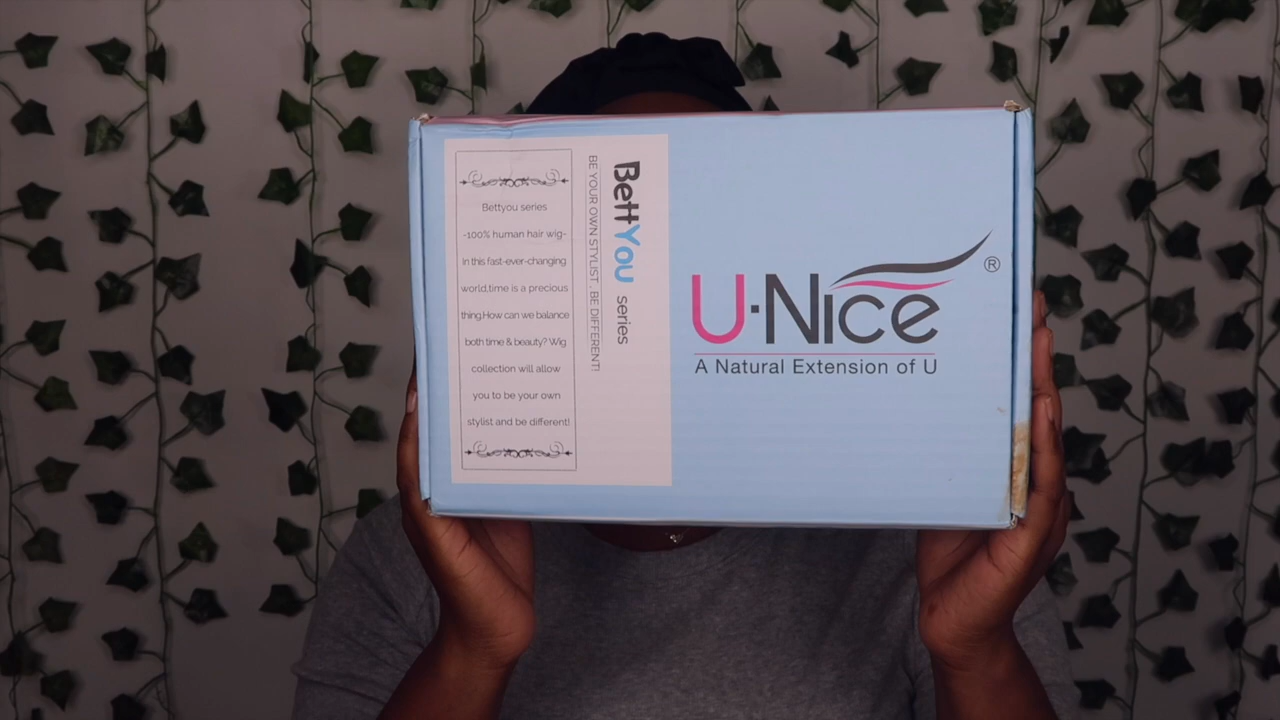 Bettyou series
-100% human hair wig-
In this fast-ever-changing
world,time is a precious
thing.How can we balance
both time & beauty? Wig
collection will allow
you to be your own
stylist and be different!
BE YOUR OWN STYLIST , BE DIFFERENT!
BettYou series
U·Nice ®
A Natural Extension of U